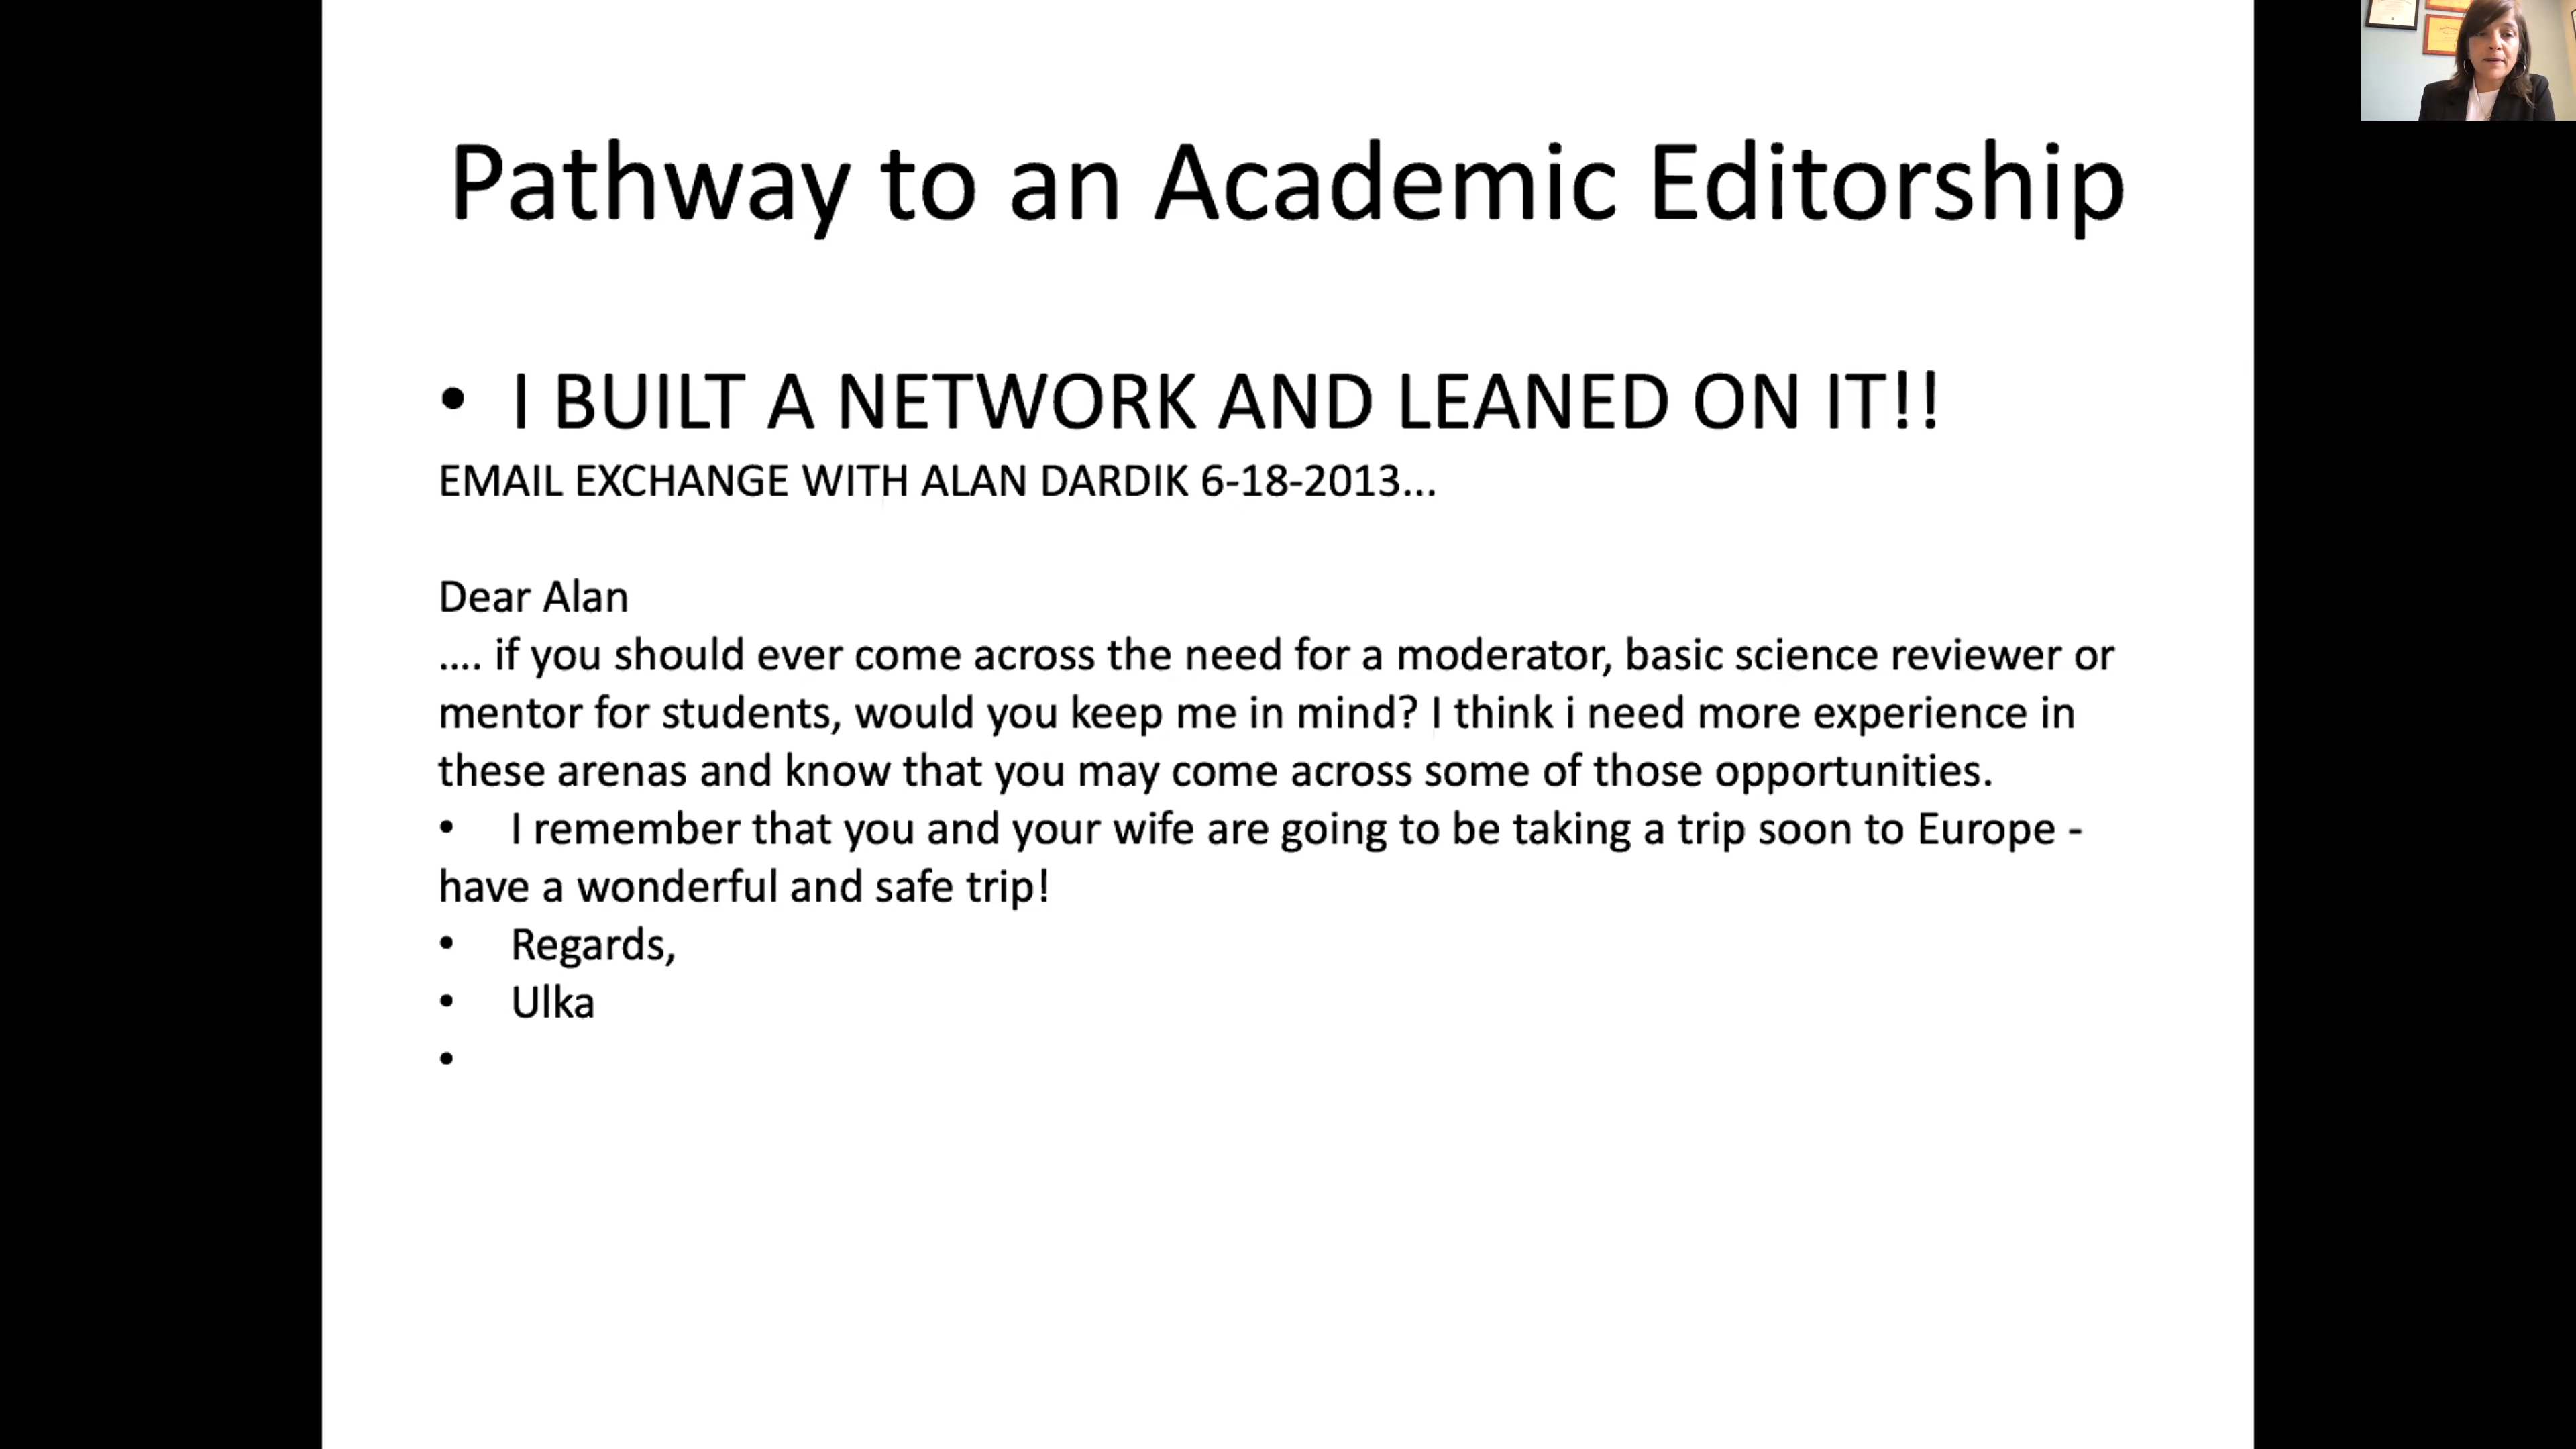 Pathway to an Academic Editorship
• I BUILT A NETWORK AND LEANED ON IT!!
EMAIL EXCHANGE WITH ALAN DARDIK 6-18-2013...
Dear Alan
.... if you should ever come across the need for a moderator, basic science reviewer or
mentor for students, would you keep me in mind? I think i need more experience in
these arenas and know that you may come across some of those opportunities.
• I remember that you and your wife are going to be taking a trip soon to Europe -
have a wonderful and safe trip!
• Regards,
• Ulka
•